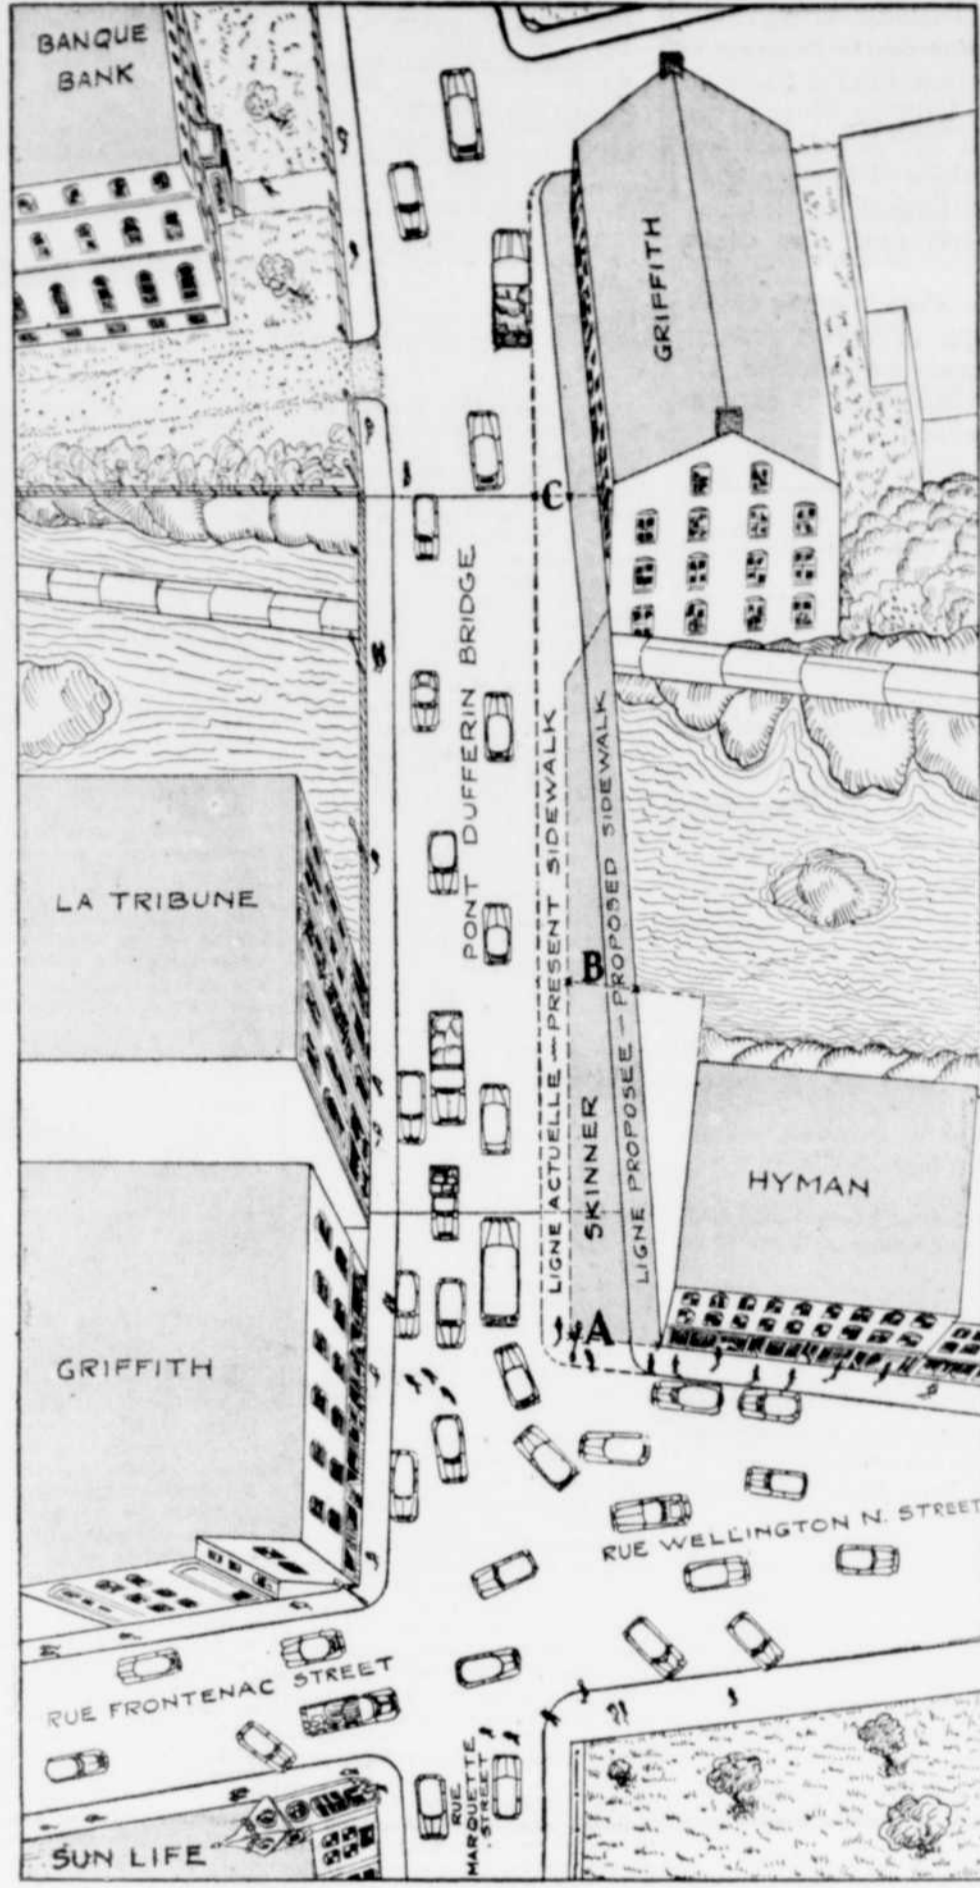 BANQUE
BANK
GRIFFITH
C
PONT DUFFERIN BRIDGE
LIGNE ACTUELLE — PRESENT SIDEWALK
LIGNE PROPOSEE — PROPOSED SIDEWALK
LA TRIBUNE
B
SKINNER
HYMAN
A
GRIFFITH
RUE WELLINGTON N. STREET
RUE FRONTENAC STREET
RUE
MARQUETTE
STREET
SUN LIFE